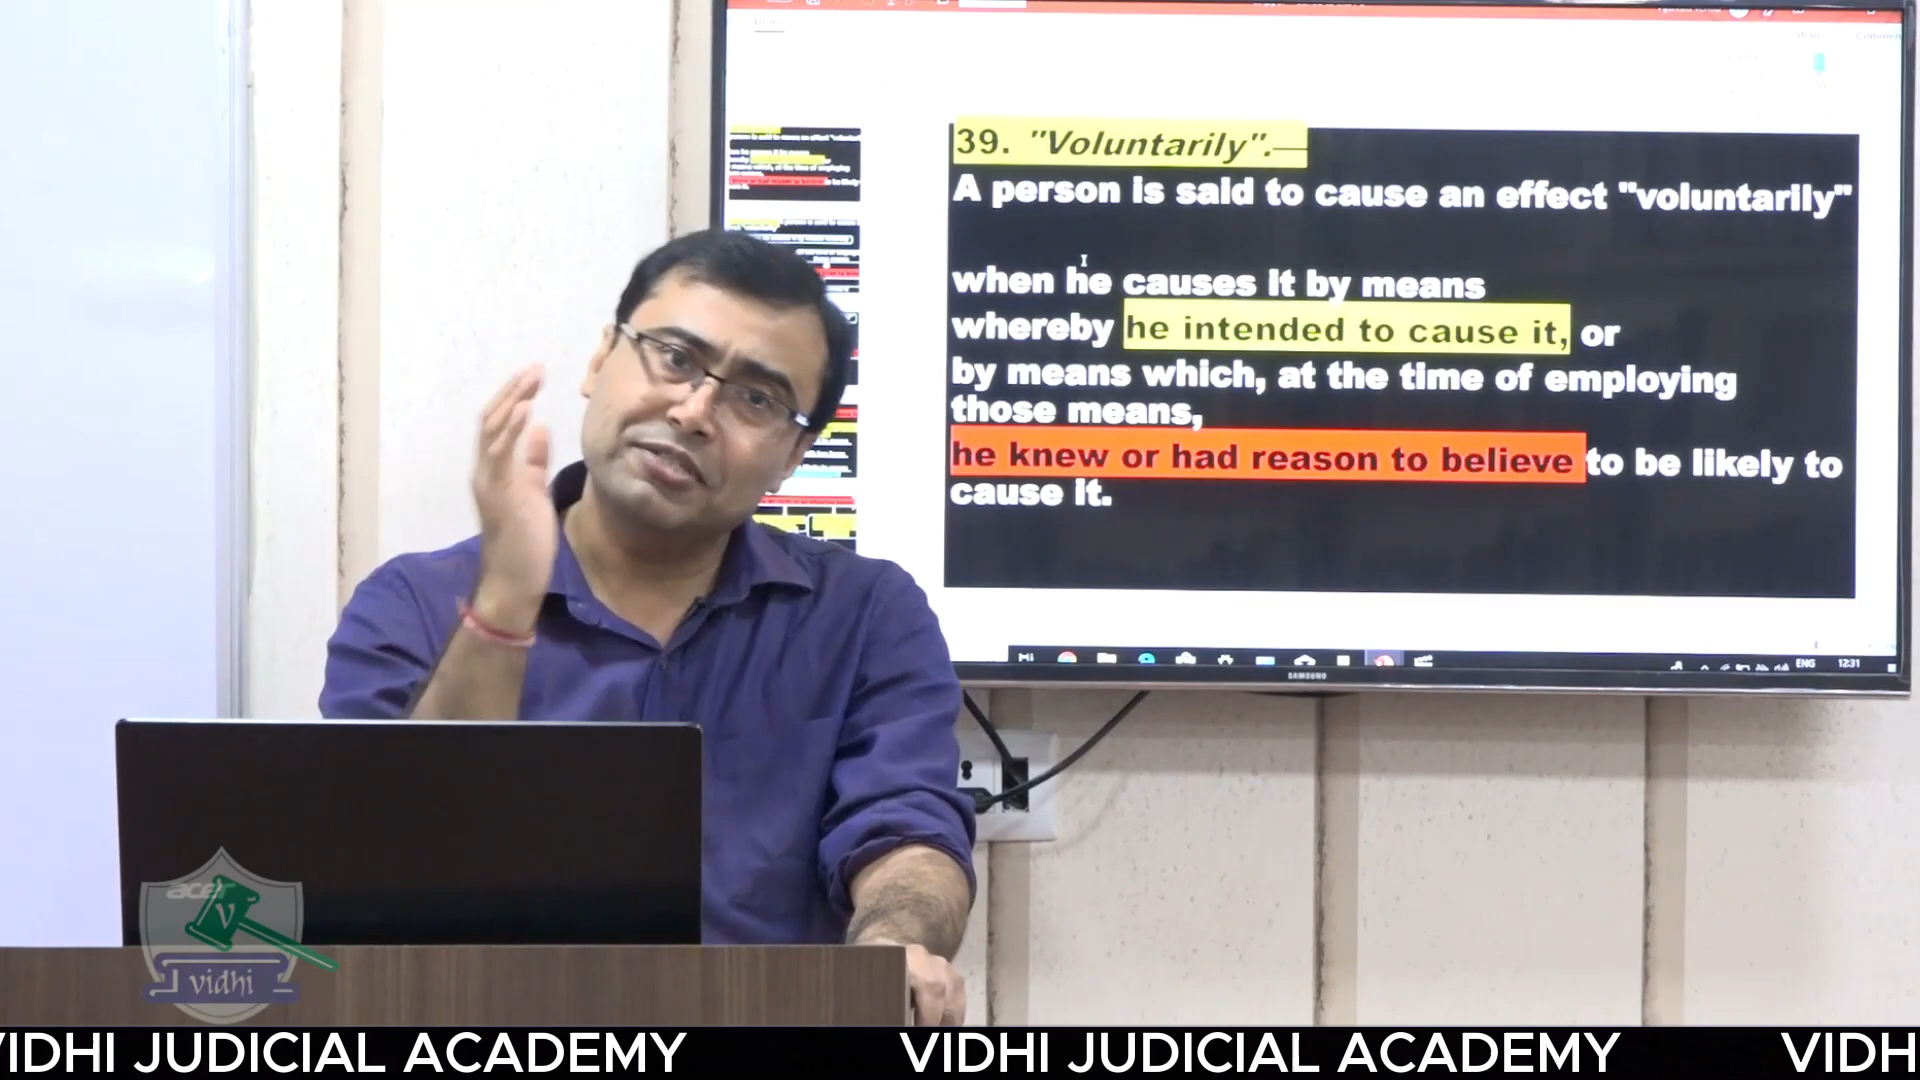 39. "Voluntarily".—
A person is said to cause an effect "voluntarily"
when he causes it by means
whereby he intended to cause it, or
by means which, at the time of employing
those means,
he knew or had reason to believe to be likely to
cause it.
ENG 12:31
SAMSUNG
acer
V
vidhi
VIDHI JUDICIAL ACADEMY VIDHI JUDICIAL ACADEMY VIDH